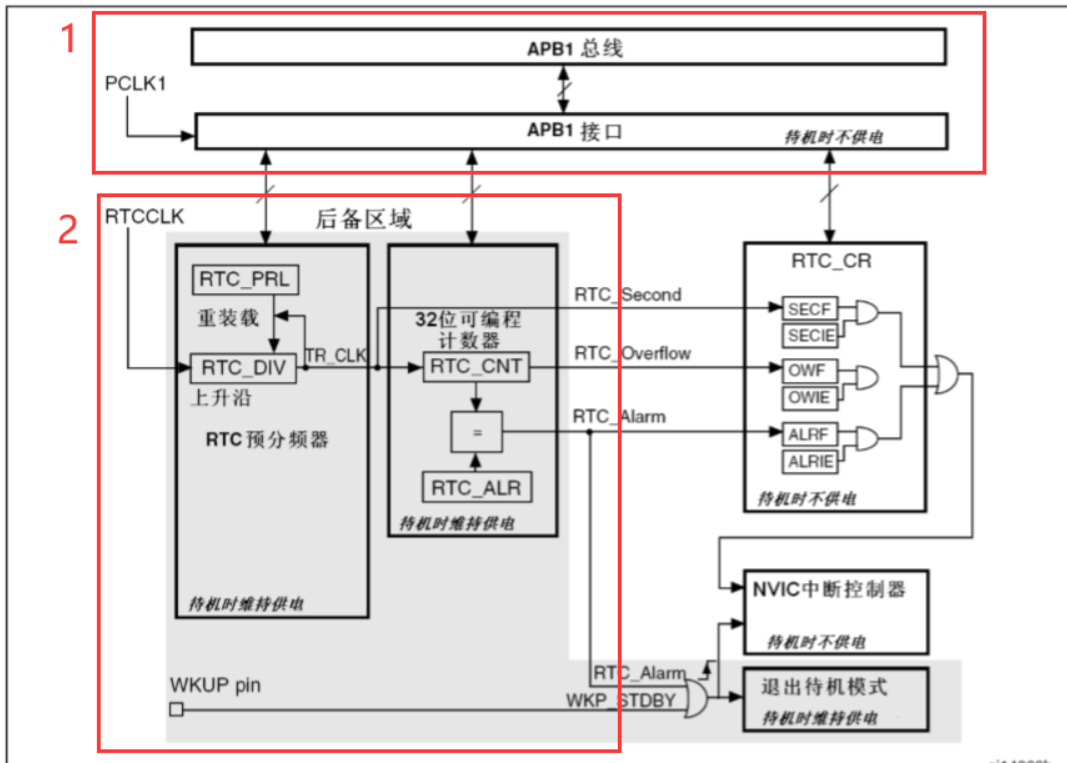 1
APB1 总线
PCLK1
APB1 接口
待机时不供电
2
RTCCLK
后备区域
RTC_PRL
重装载
RTC_DIV
TR_CLK
上升沿
RTC预分频器
待机时维持供电
32位可编程
计数器
RTC_CNT
=
RTC_ALR
待机时维持供电
RTC_Second
RTC_Overflow
RTC_Alarm
RTC_CR
SECF
SECIE
OWF
OWIE
ALRF
ALRIE
待机时不供电
NVIC中断控制器
待机时不供电
RTC_Alarm
WKUP pin
WKP_STDBY
退出待机模式
待机时维持供电